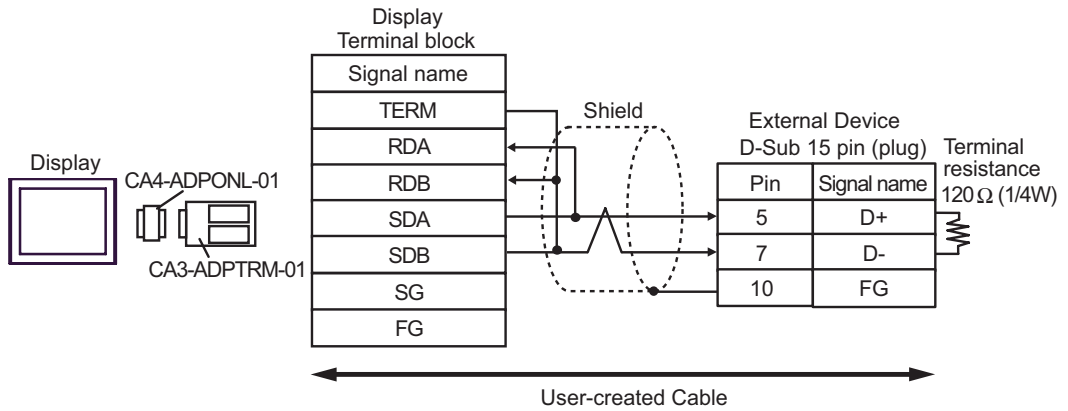 Display
Terminal block
Signal name
TERM
RDA
RDB
SDA
SDB
SG
FG
Display
CA4-ADPONL-01
CA3-ADPTRM-01
Shield
External Device
D-Sub 15 pin (plug)
Pin Signal name
5 D+
7 D-
10 FG
Terminal
resistance
120Ω (1/4W)
User-created Cable